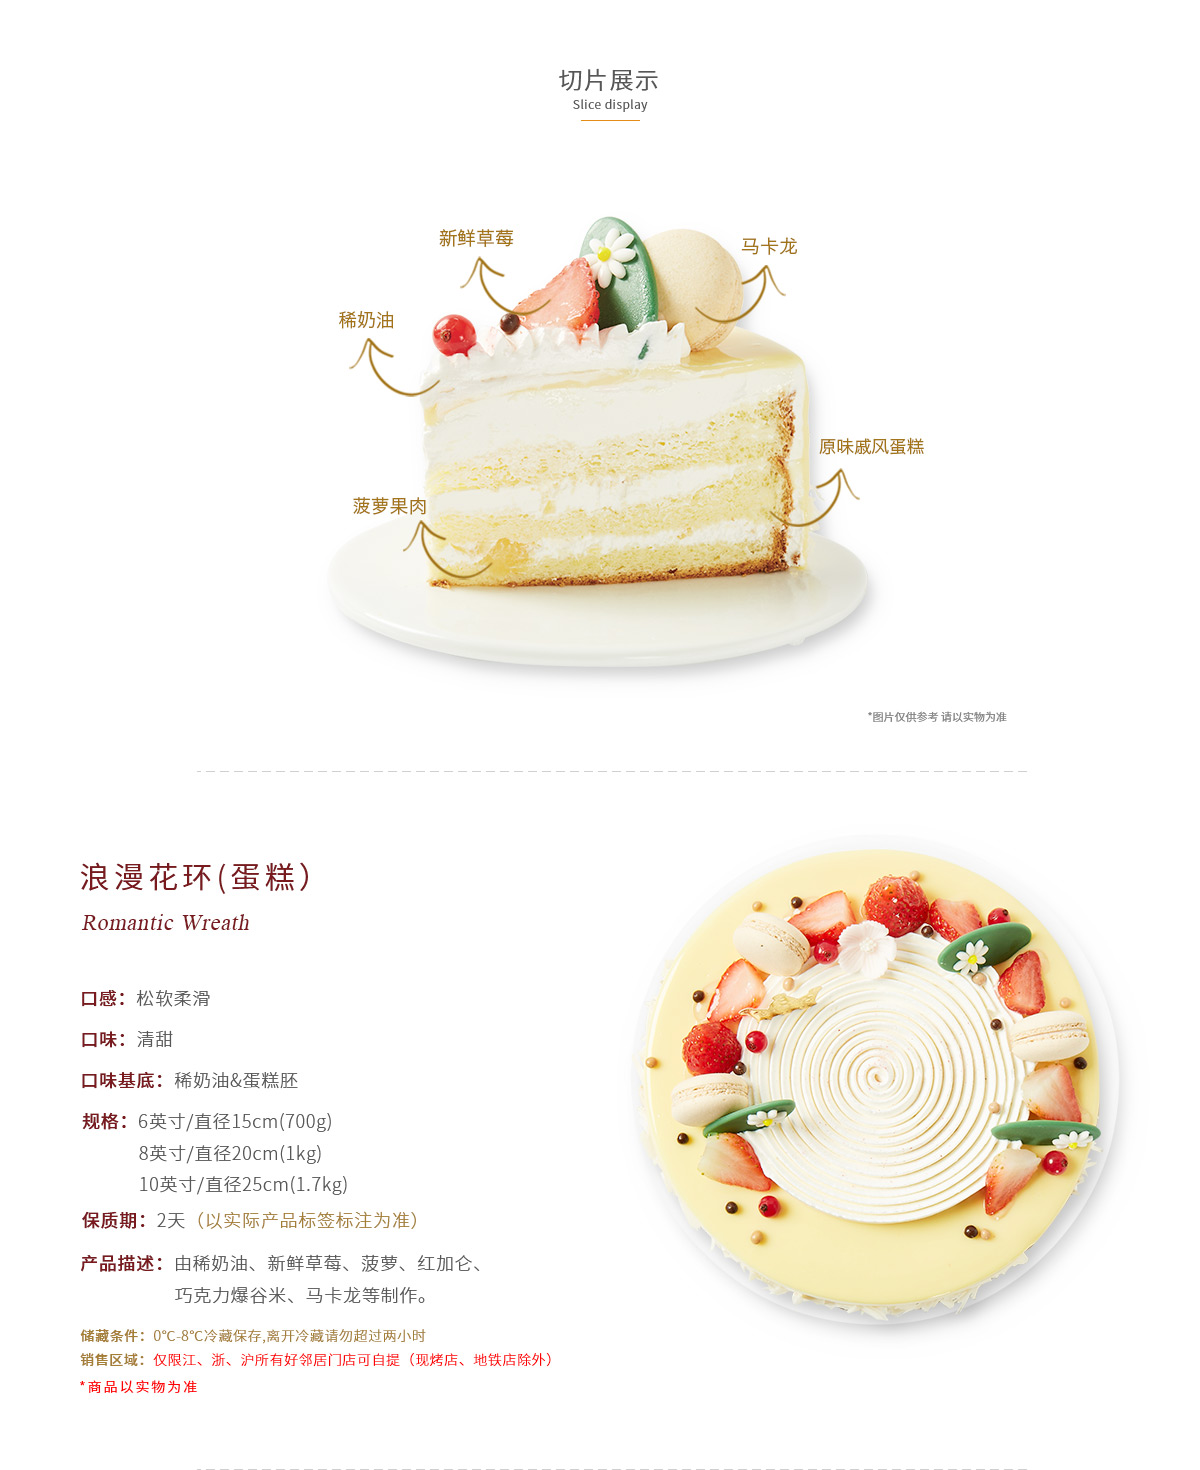 切片展示
Slice display
新鲜草莓
马卡龙
稀奶油
原味戚风蛋糕
菠萝果肉
*图片仅供参考 请以实物为准
浪漫花环(蛋糕）
Romantic Wreath
口感：松软柔滑
口味：清甜
口味基底：稀奶油&蛋糕胚
规格：6英寸/直径15cm(700g)
8英寸/直径20cm(1kg)
10英寸/直径25cm(1.7kg)
保质期：2天（以实际产品标签标注为准）
产品描述：由稀奶油、新鲜草莓、菠萝、红加仑、
巧克力爆谷米、马卡龙等制作。
储藏条件：0℃-8℃冷藏保存,离开冷藏请勿超过两小时
销售区域：仅限江、浙、沪所有好邻居门店可自提（现烤店、地铁店除外）
*商品以实物为准